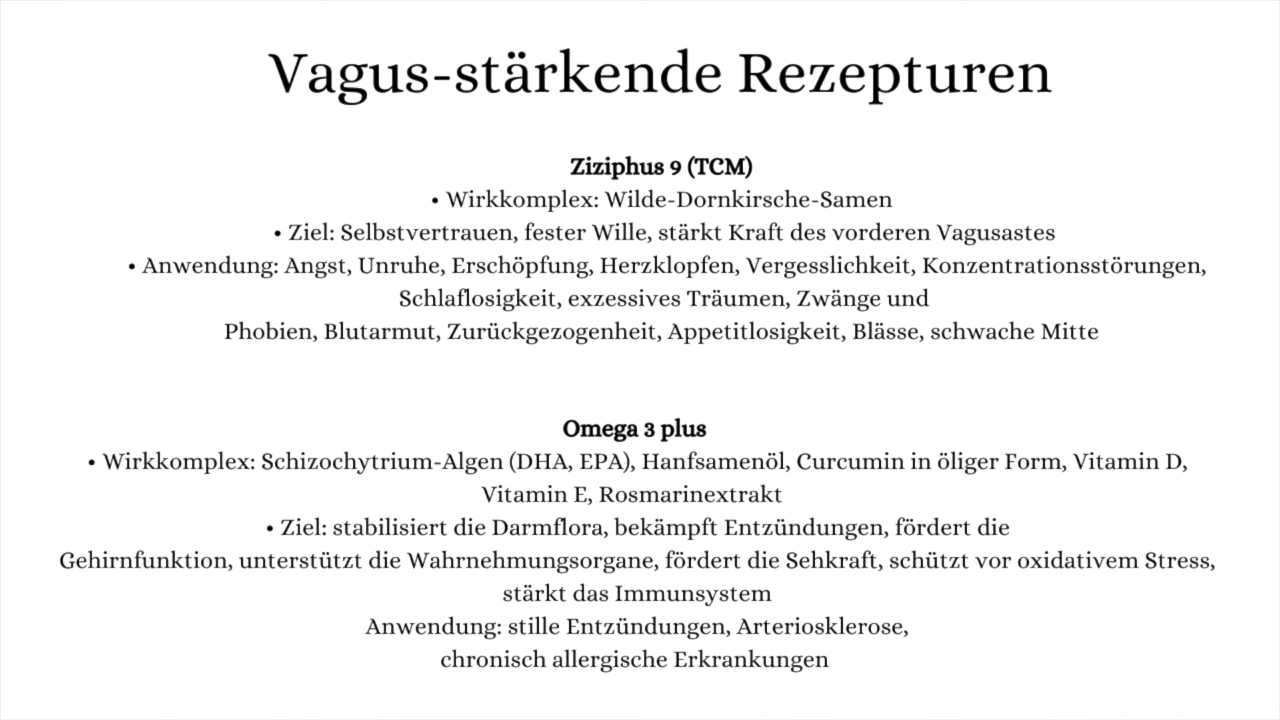 Vagus-stärkende Rezepturen
Ziziphus 9 (TCM)
• Wirkkomplex: Wilde-Dornkirsche-Samen
• Ziel: Selbstvertrauen, fester Wille, stärkt Kraft des vorderen Vagusastes
• Anwendung: Angst, Unruhe, Erschöpfung, Herzklopfen, Vergesslichkeit, Konzentrationsstörungen,
Schlaflosigkeit, exzessives Träumen, Zwänge und
Phobien, Blutarmut, Zurückgezogenheit, Appetitlosigkeit, Blässe, schwache Mitte
Omega 3 plus
• Wirkkomplex: Schizochytrium-Algen (DHA, EPA), Hanfsamenöl, Curcumin in öliger Form, Vitamin D,
Vitamin E, Rosmarinextrakt
• Ziel: stabilisiert die Darmflora, bekämpft Entzündungen, fördert die
Gehirnfunktion, unterstützt die Wahrnehmungsorgane, fördert die Sehkraft, schützt vor oxidativem Stress,
stärkt das Immunsystem
Anwendung: stille Entzündungen, Arteriosklerose,
chronisch allergische Erkrankungen